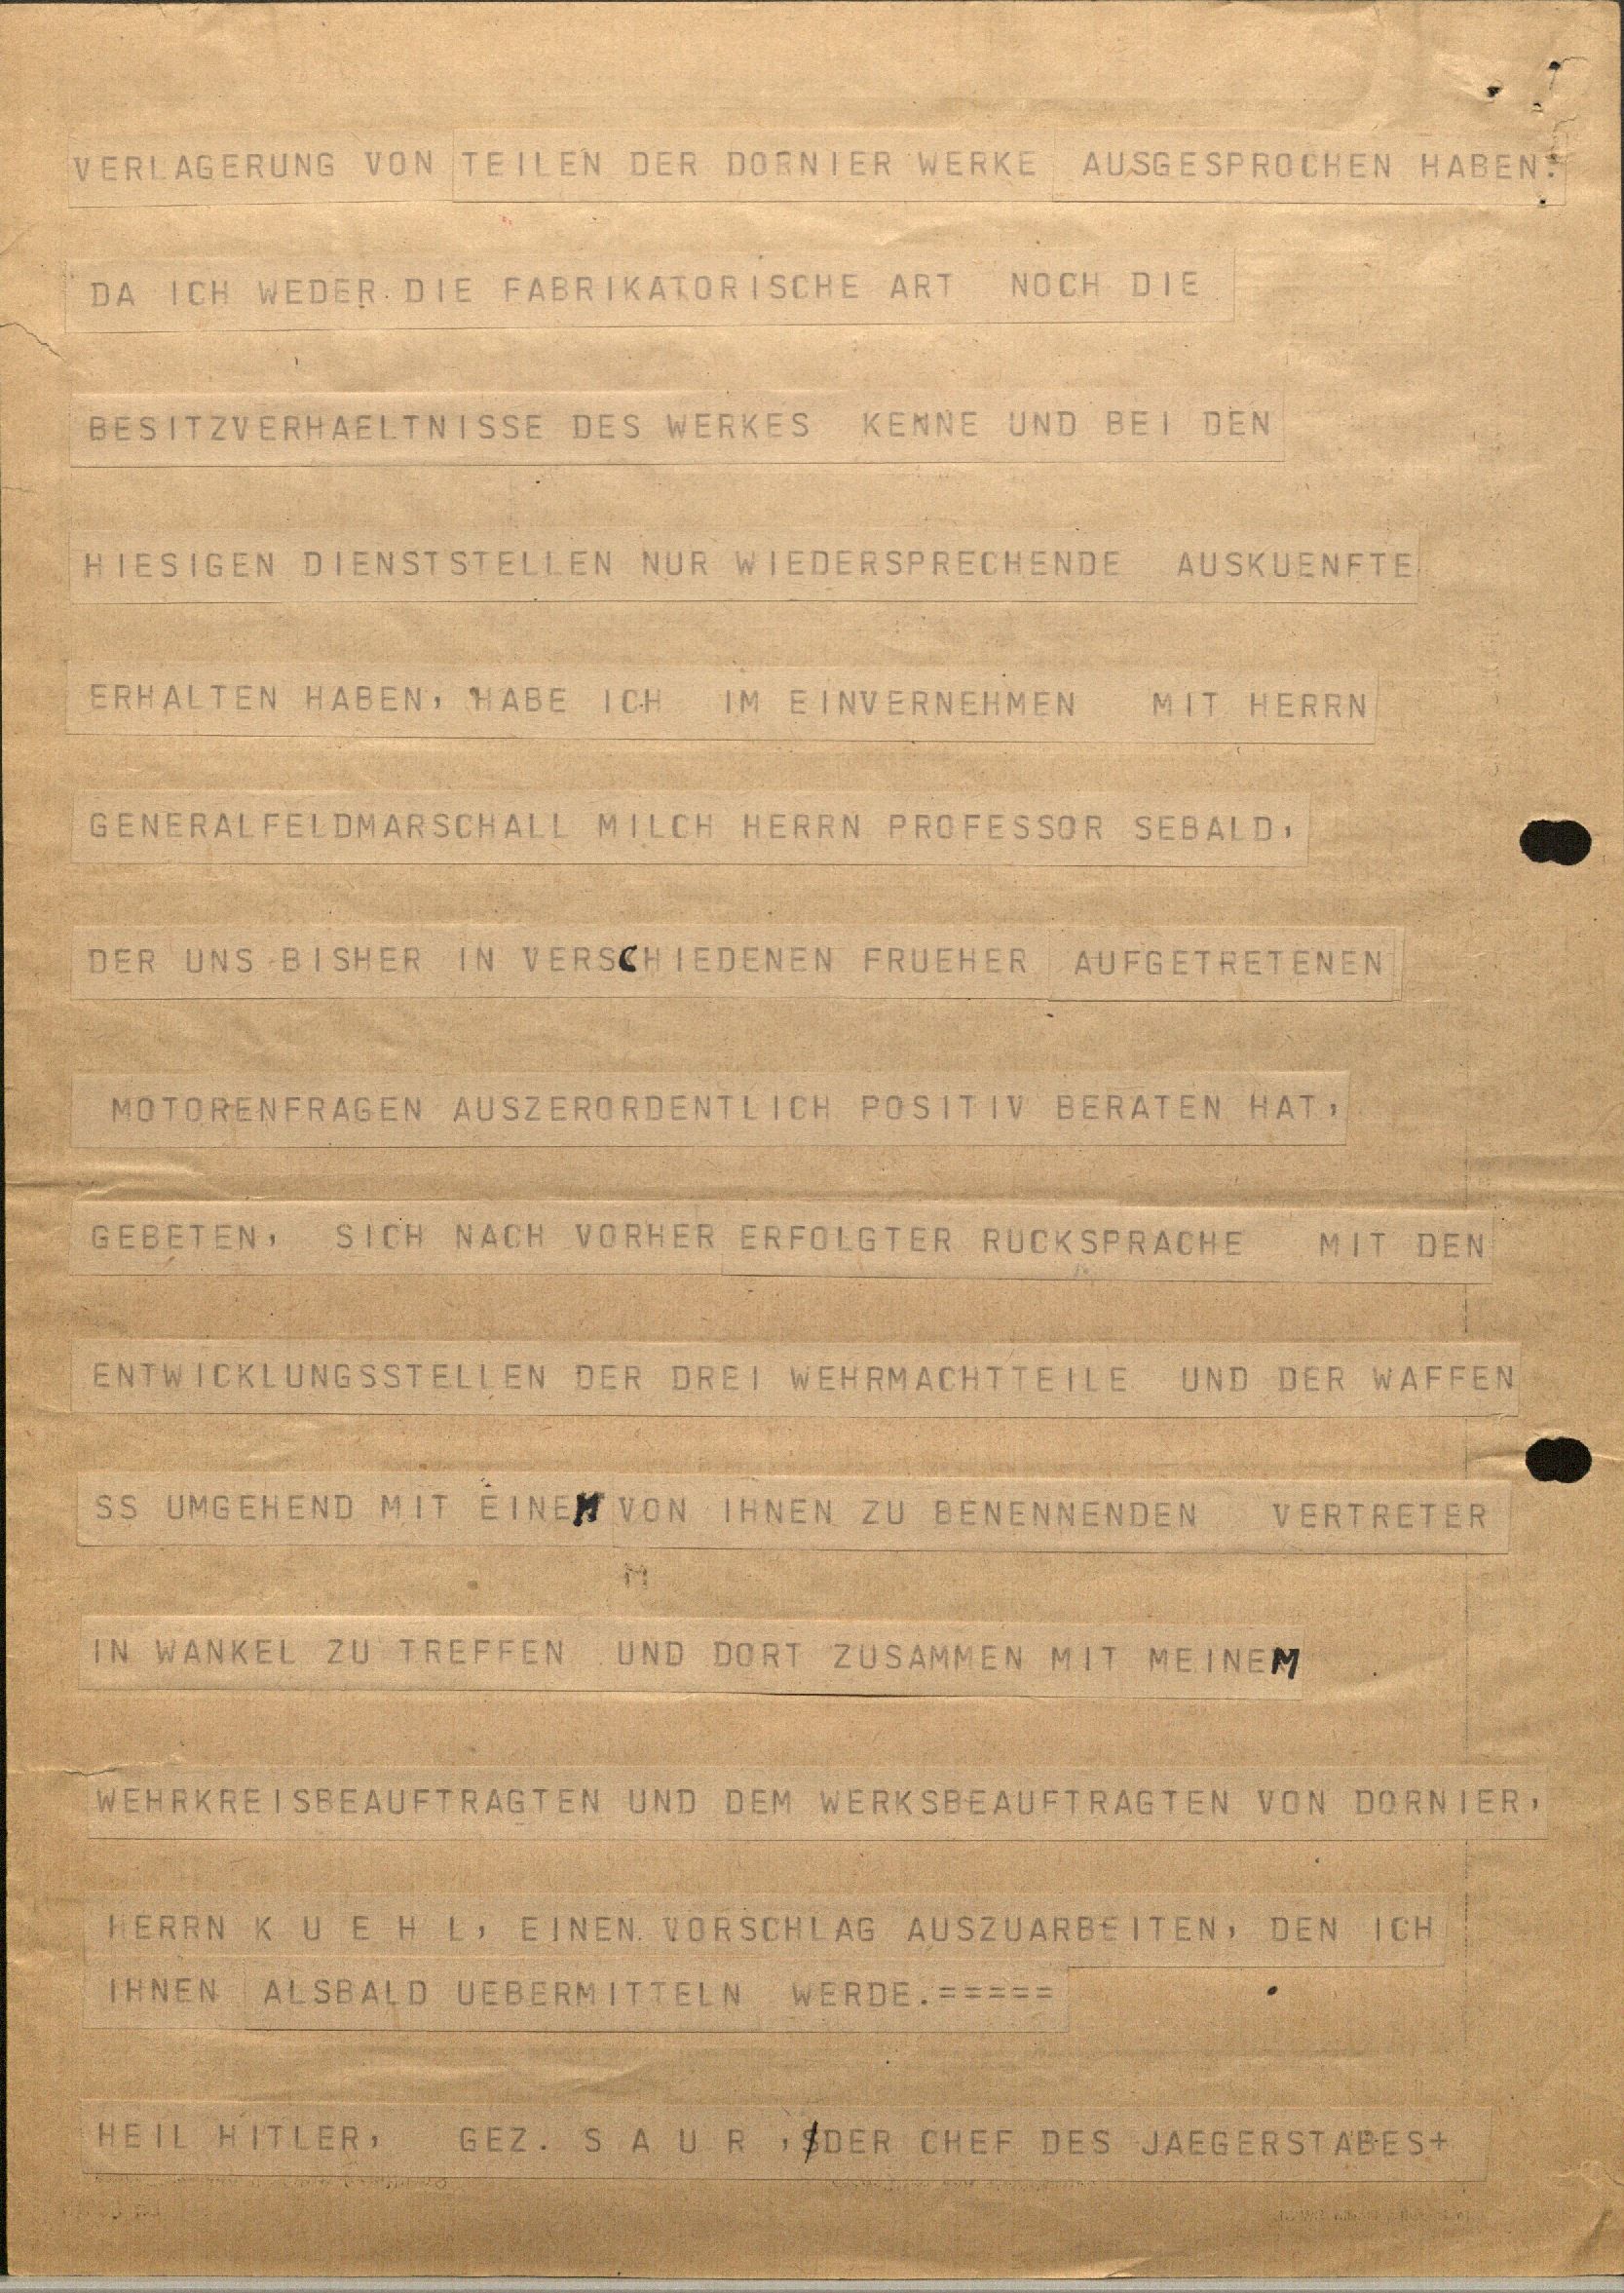 VERLAGERUNG VON TEILEN DER DORNIER WERKE AUSGESPROCHEN HABEN.
DA ICH WEDER DIE FABRIKATORISCHE ART NOCH DIE
BESITZVERHAELTNISSE DES WERKES KENNE UND BEI DEN
HIESIGEN DIENSTSTELLEN NUR WIEDERSPRECHENDE AUSKUENFTE
ERHALTEN HABEN, HABE ICH IM EINVERNEHMEN MIT HERRN
GENERALFELDMARSCHALL MILCH HERRN PROFESSOR SEBALD,
DER UNS BISHER IN VERSCHIEDENEN FRUEHER AUFGETRETENEN
MOTORENFRAGEN AUSZERORDENTLICH POSITIV BERATEN HAT,
GEBETEN, SICH NACH VORHER ERFOLGTER RUCKSPRACHE MIT DEN
ENTWICKLUNGSSTELLEN DER DREI WEHRMACHTTEILE UND DER WAFFEN
SS UMGEHEND MIT EINEM VON IHNEN ZU BENENNENDEN VERTRETER
IN WANKEL ZU TREFFEN UND DORT ZUSAMMEN MIT MEINEM
WEHRKREISBEAUFTRAGTEN UND DEM WERKSBEAUFTRAGTEN VON DORNIER,
HERRN K U E H L, EINEN VORSCHLAG AUSZUARBEITEN, DEN ICH
IHNEN ALSBALD UEBERMITTELN WERDE.=====
HEIL HITLER, GEZ. S A U R , DER CHEF DES JAEGERSTABES+